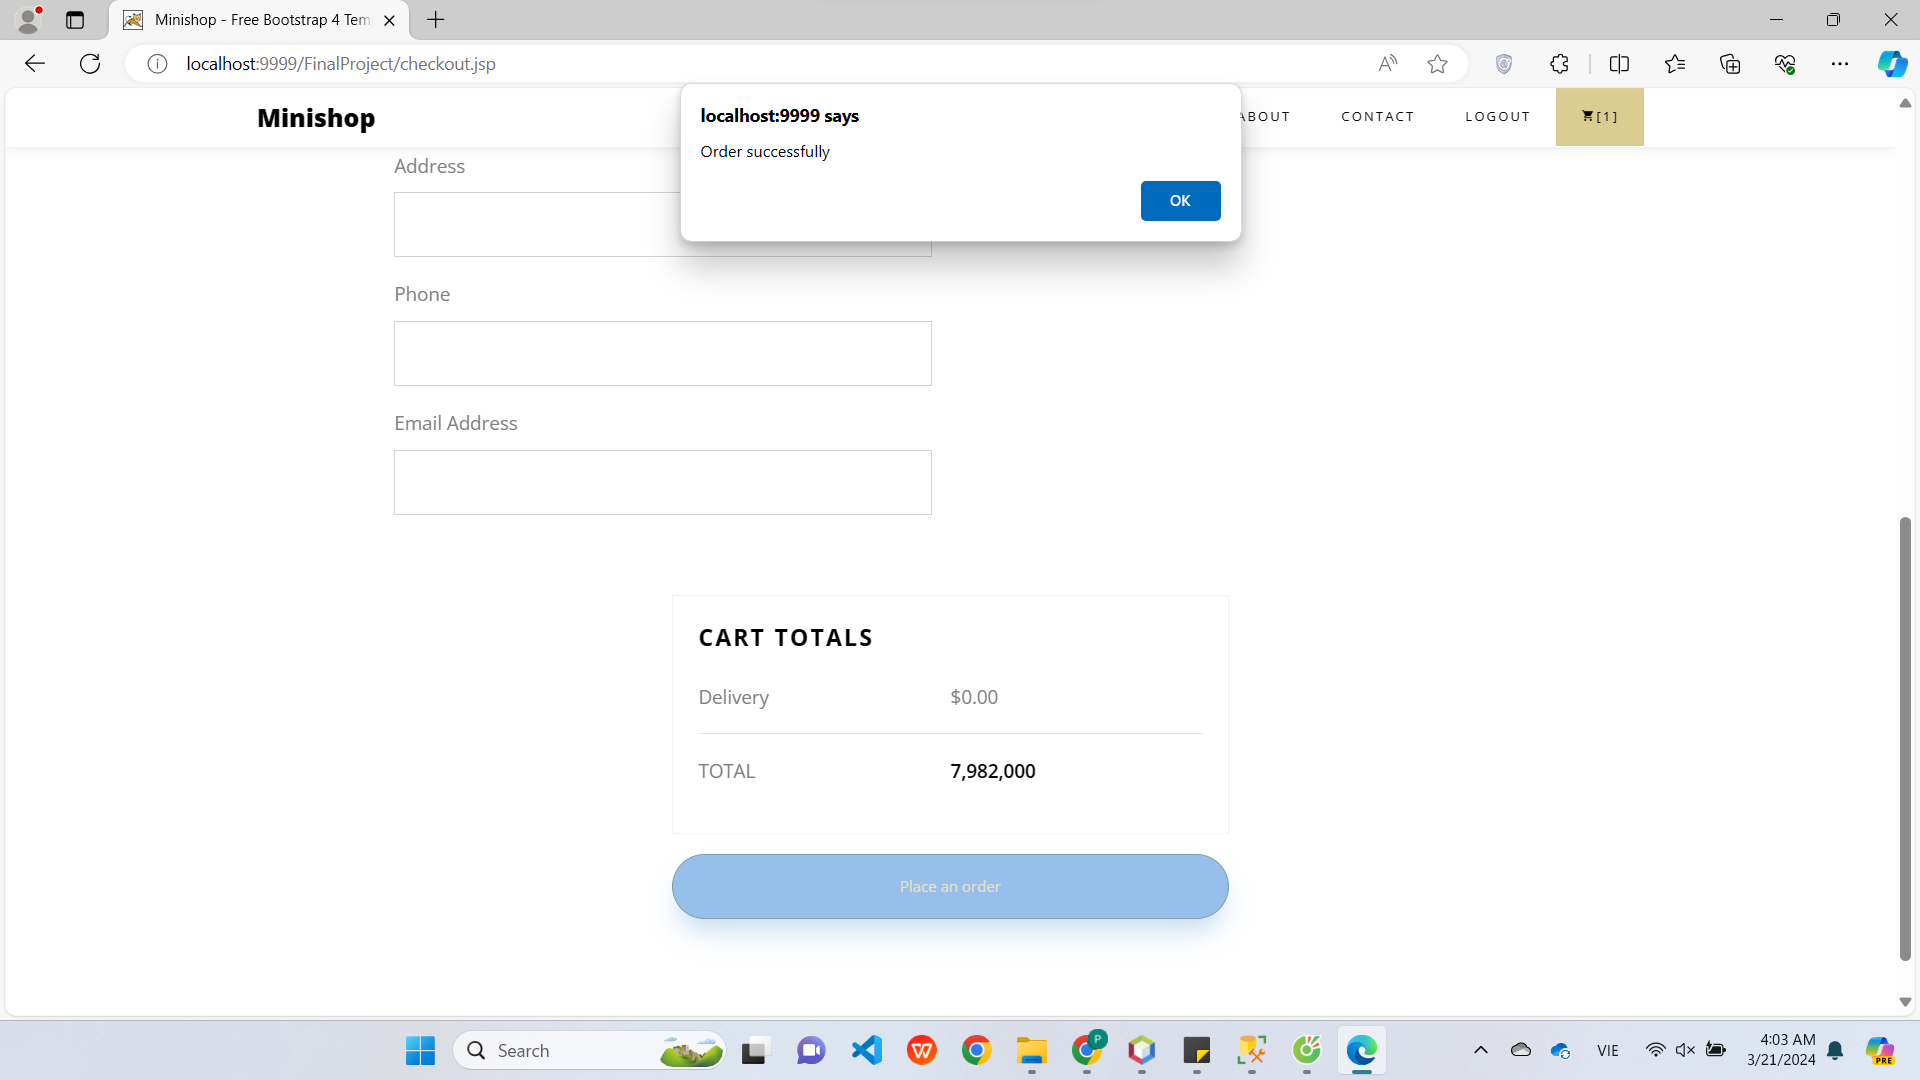 Minishop - Free Bootstrap 4 Tem
localhost:9999/FinalProject/checkout.jsp
Minishop
ABOUT
CONTACT
LOGOUT
[1]
localhost:9999 says
Order successfully
OK
Address
Phone
Email Address
CART TOTALS
Delivery $0.00
TOTAL 7,982,000
Place an order
Search
P
VIE
4:03 AM
3/21/2024
PRE